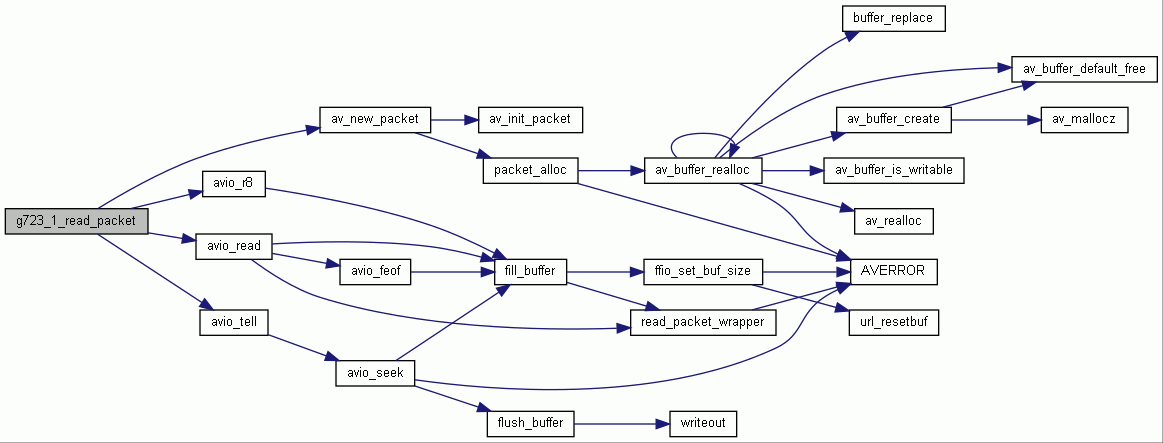 buffer_replace
av_buffer_default_free
av_new_packet
av_init_packet
av_buffer_create
av_mallocz
packet_alloc
av_buffer_realloc
av_buffer_is_writable
avio_r8
g723_1_read_packet
av_realloc
avio_read
avio_feof
fill_buffer
ffio_set_buf_size
AVERROR
avio_tell
read_packet_wrapper
url_resetbuf
avio_seek
flush_buffer
writeout